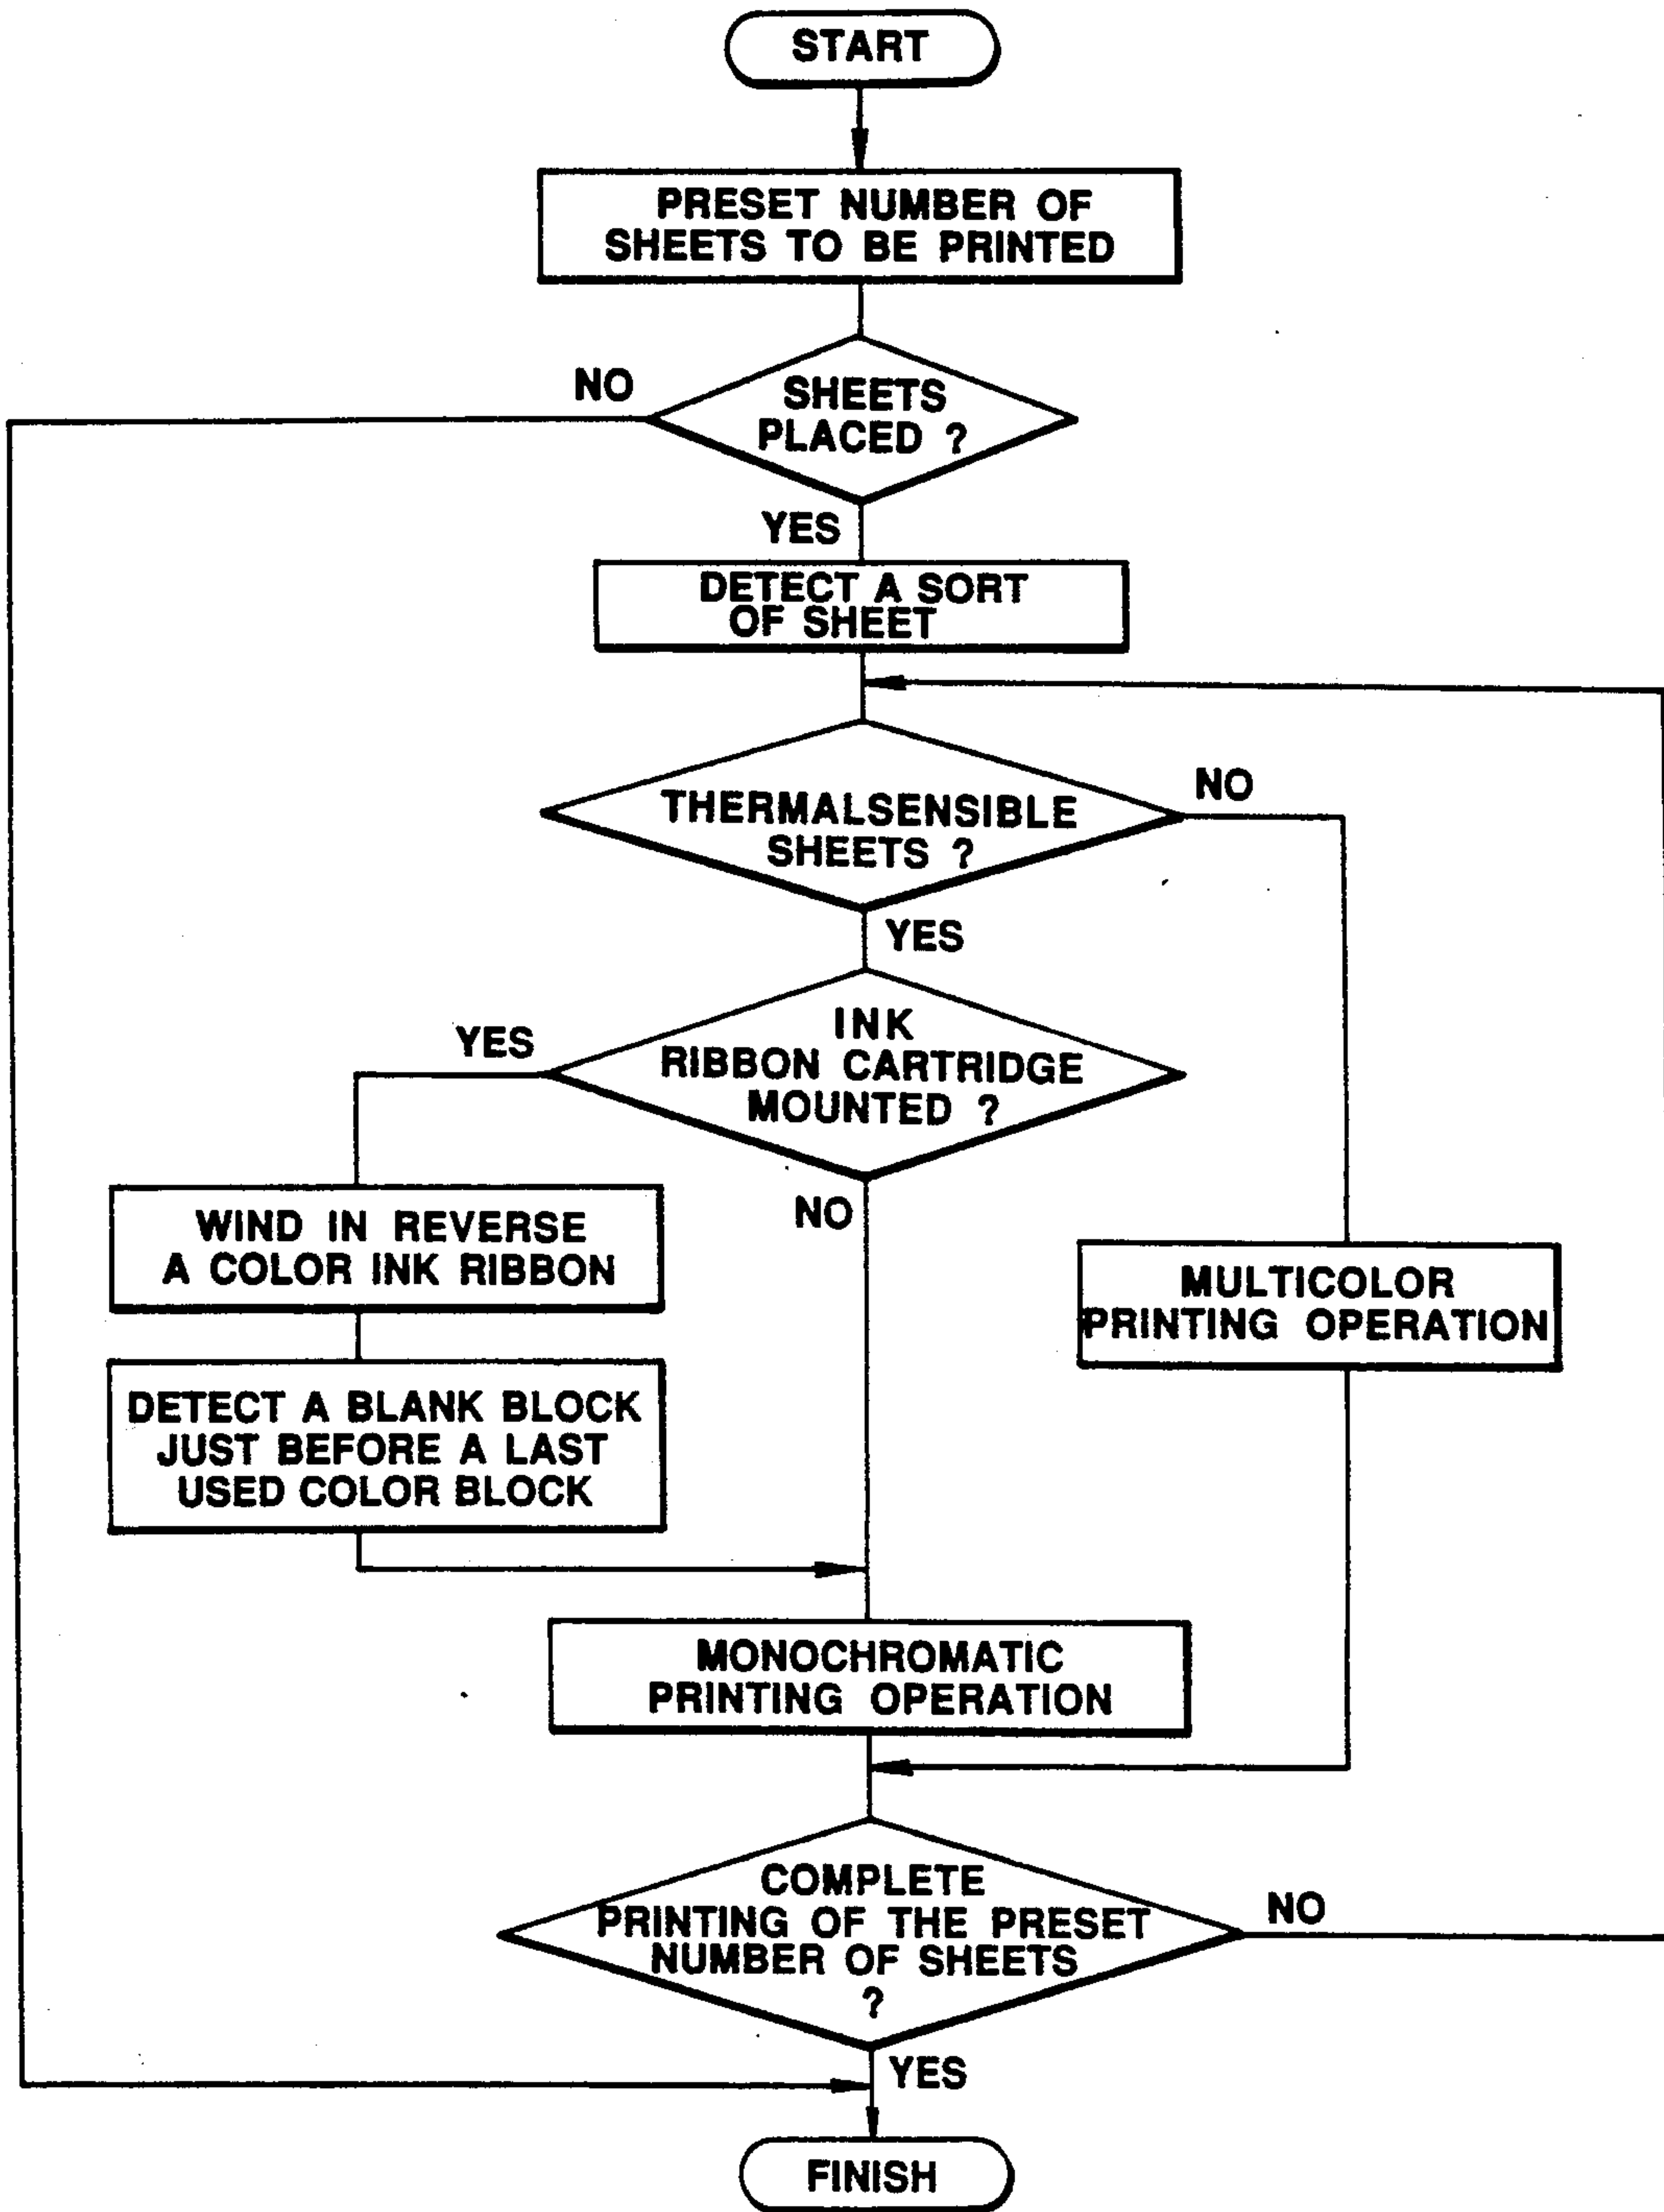 START
PRESET NUMBER OF
SHEETS TO BE PRINTED
NO
SHEETS
PLACED ?
YES
DETECT A SORT
OF SHEET
NO
THERMALSENSIBLE
SHEETS ?
YES
YES
INK
RIBBON CARTRIDGE
MOUNTED ?
NO
WIND IN REVERSE
A COLOR INK RIBBON
MULTICOLOR
PRINTING OPERATION
DETECT A BLANK BLOCK
JUST BEFORE A LAST
USED COLOR BLOCK
MONOCHROMATIC
PRINTING OPERATION
COMPLETE
PRINTING OF THE PRESET
NUMBER OF SHEETS
?
NO
YES
FINISH